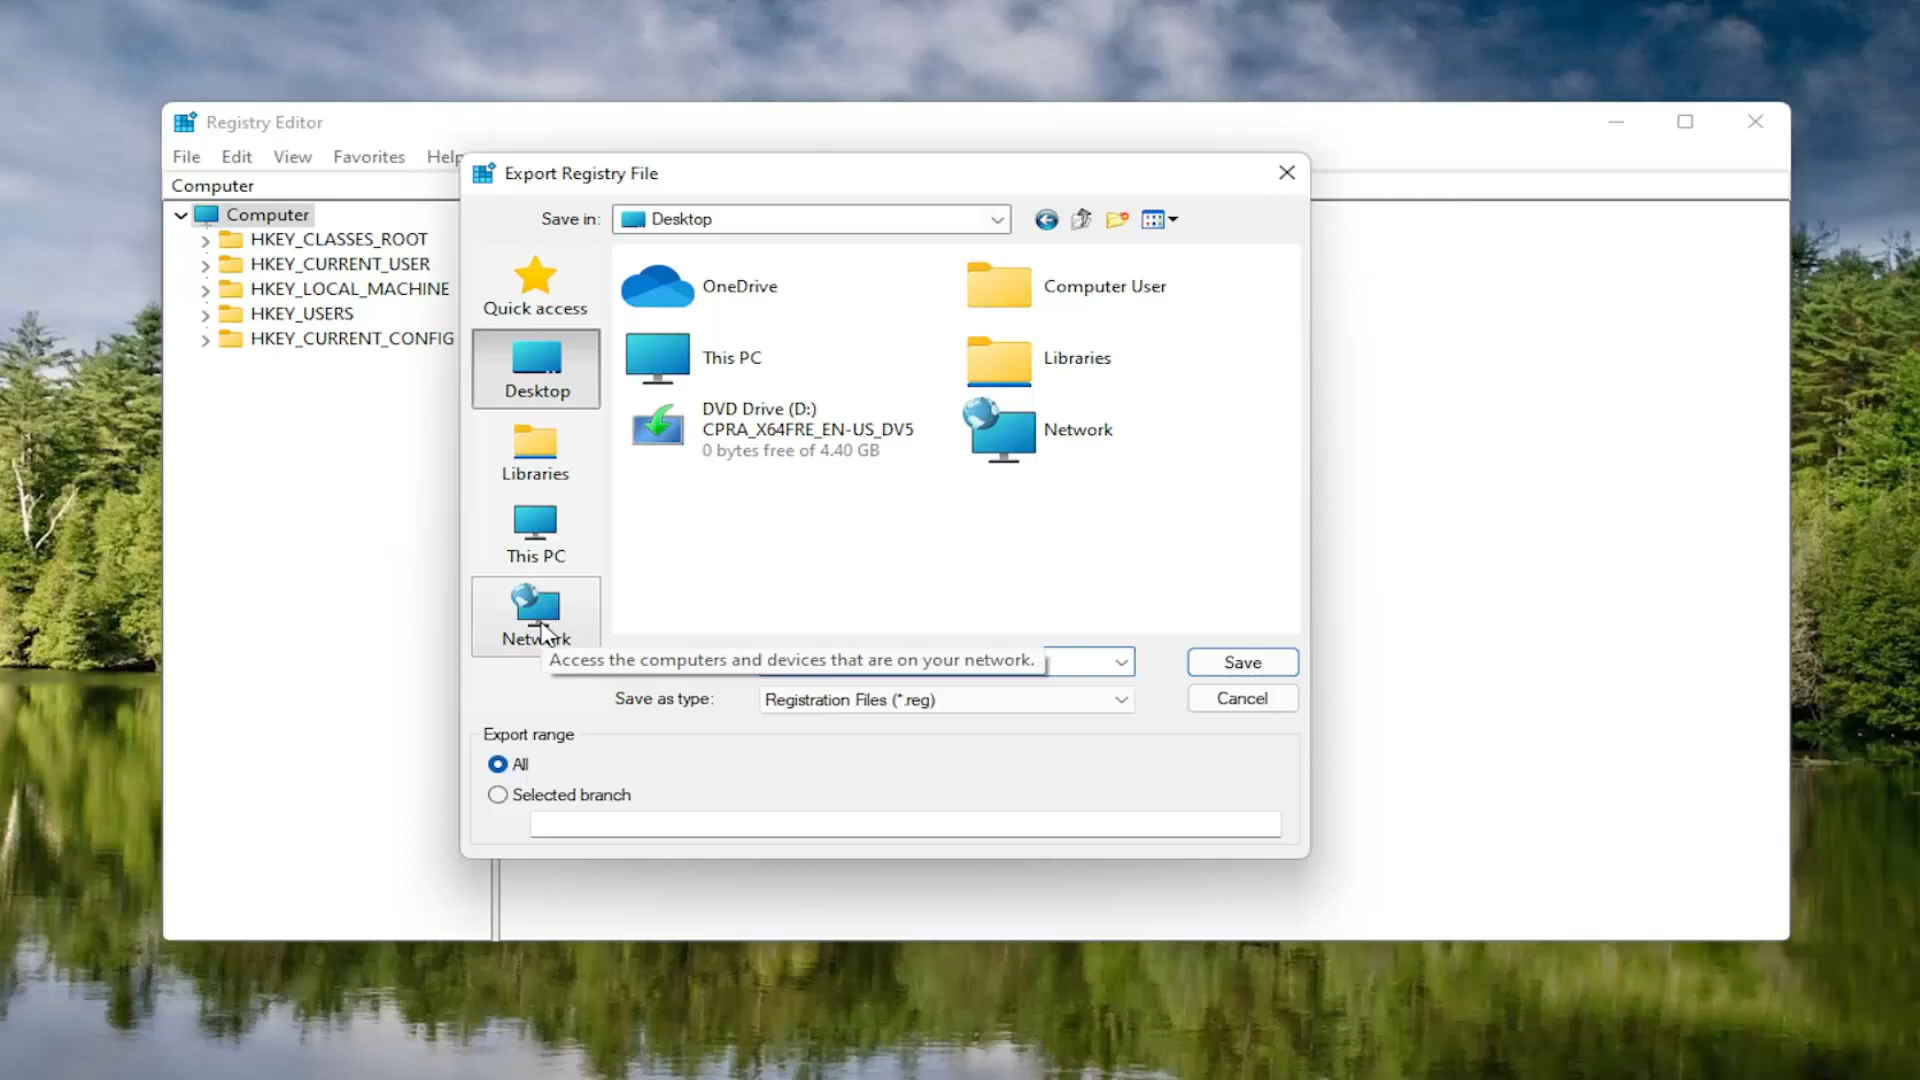 Registry Editor
File Edit View Favorites Help
Computer
Computer
HKEY_CLASSES_ROOT
HKEY_CURRENT_USER
HKEY_LOCAL_MACHINE
HKEY_USERS
HKEY_CURRENT_CONFIG
Export Registry File
Save in: Desktop
Quick access
Desktop
Libraries
This PC
Network
OneDrive
Computer User
This PC
Libraries
DVD Drive (D:)
CPRA_X64FRE_EN-US_DV5
0 bytes free of 4.40 GB
Network
Access the computers and devices that are on your network.
Save
Save as type: Registration Files (*.reg)
Cancel
Export range
All
Selected branch